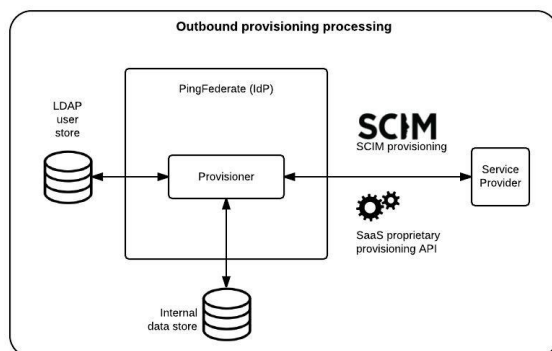 Outbound provisioning processing
PingFederate (IdP)
LDAP
user
store
SCIM
SCIM provisioning
Provisioner
Service
Provider
SaaS proprietary
provisioning API
Internal
data store